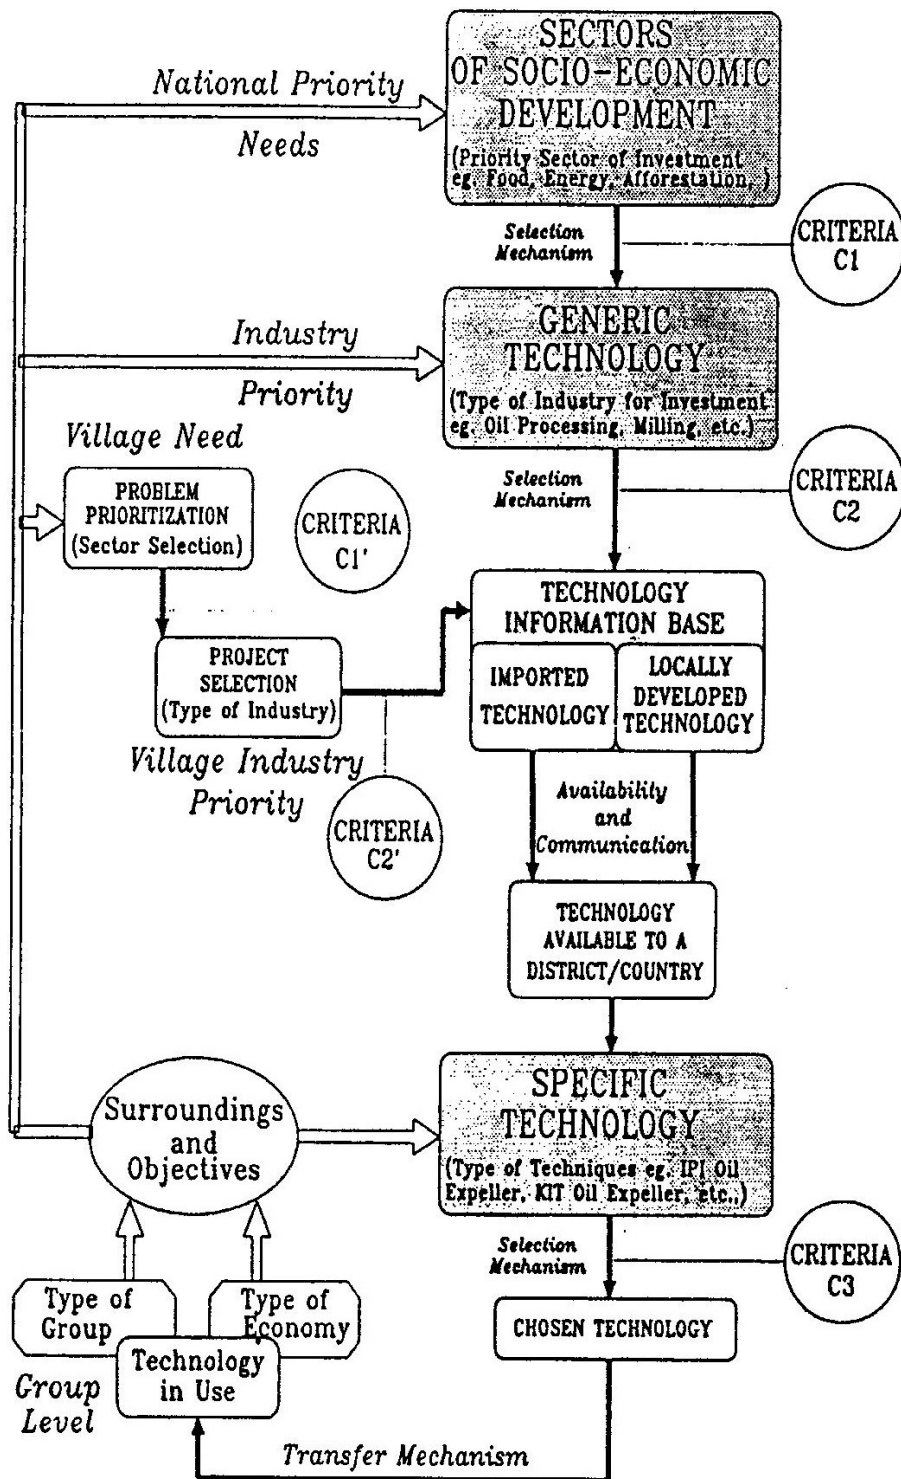 SECTORS
OF SOCIO-ECONOMIC
DEVELOPMENT
(Priority Sector of Investment
eg. Food, Energy, Afforestation, )
National Priority
Needs
Selection
Mechanism
CRITERIA
C1
GENERIC
TECHNOLOGY
(Type of Industry for Investment
eg. Oil Processing, Milling, etc.)
Industry
Priority
Village Need
PROBLEM
PRIORITIZATION
(Sector Selection)
CRITERIA
C1'
Selection
Mechanism
CRITERIA
C2
PROJECT
SELECTION
(Type of Industry)
Village Industry
Priority
CRITERIA
C2'
TECHNOLOGY
INFORMATION BASE
IMPORTED
TECHNOLOGY
LOCALLY
DEVELOPED
TECHNOLOGY
Availability
and
Communication
TECHNOLOGY
AVAILABLE TO A
DISTRICT/COUNTRY
Surroundings
and
Objectives
SPECIFIC
TECHNOLOGY
(Type of Techniques eg. IPI Oil
Expeller, KIT Oil Expeller, etc.,)
Selection
Mechanism
CRITERIA
C3
Type of
Group
Type of
Economy
Technology
in Use
Group
Level
CHOSEN TECHNOLOGY
Transfer Mechanism